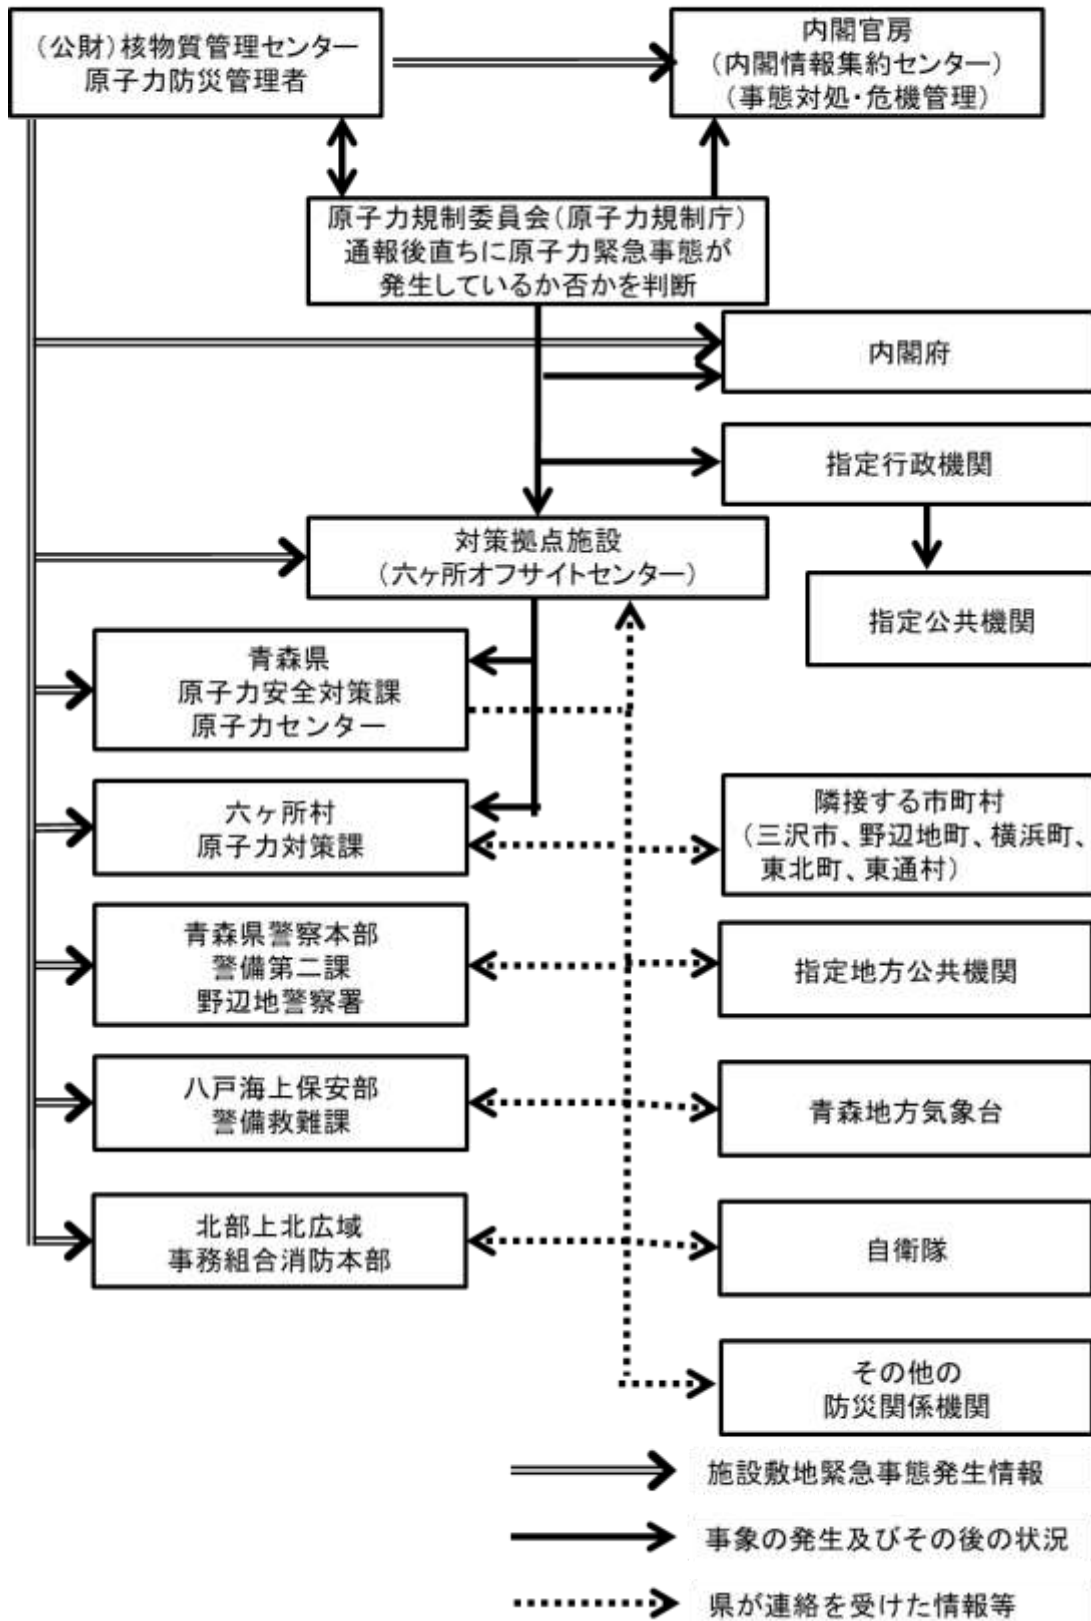 （公財）核物質管理センター
原子力防災管理者
内閣官房
（内閣情報集約センター）
（事態対処・危機管理）
原子力規制委員会（原子力規制庁）
通報後直ちに原子力緊急事態が
発生しているか否かを判断
内閣府
指定行政機関
対策拠点施設
（六ヶ所オフサイトセンター）
指定公共機関
青森県
原子力安全対策課
原子力センター
六ヶ所村
原子力対策課
隣接する市町村
（三沢市、野辺地町、横浜町、
東北町、東通村）
青森県警察本部
警備第二課
野辺地警察署
指定地方公共機関
八戸海上保安部
警備救難課
青森地方気象台
北部上北広域
事務組合消防本部
自衛隊
その他の
防災関係機関
施設敷地緊急事態発生情報
事象の発生及びその後の状況
県が連絡を受けた情報等